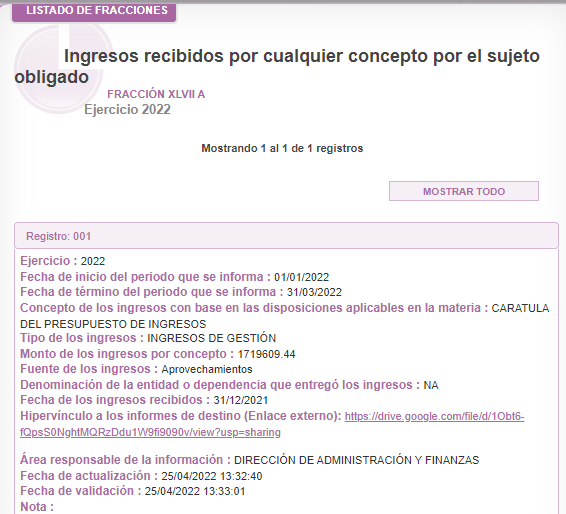 LISTADO DE FRACCIONES
Ingresos recibidos por cualquier concepto por el sujeto
obligado
FRACCIÓN XLVII A
Ejercicio 2022
Mostrando 1 al 1 de 1 registros
MOSTRAR TODO
Registro: 001
Ejercicio : 2022
Fecha de inicio del periodo que se informa : 01/01/2022
Fecha de término del periodo que se informa : 31/03/2022
Concepto de los ingresos con base en las disposiciones aplicables en la materia : CARATULA
DEL PRESUPUESTO DE INGRESOS
Tipo de los ingresos : INGRESOS DE GESTIÓN
Monto de los ingresos por concepto : 1719609.44
Fuente de los ingresos : Aprovechamientos
Denominación de la entidad o dependencia que entregó los ingresos : NA
Fecha de los ingresos recibidos : 31/12/2021
Hipervínculo a los informes de destino (Enlace externo): https://drive.google.com/file/d/1Obt6-
fQpsS0NghtMQRzDdu1W9fi9090v/view?usp=sharing
Área responsable de la información : DIRECCIÓN DE ADMINISTRACIÓN Y FINANZAS
Fecha de actualización : 25/04/2022 13:32:40
Fecha de validación : 25/04/2022 13:33:01
Nota :